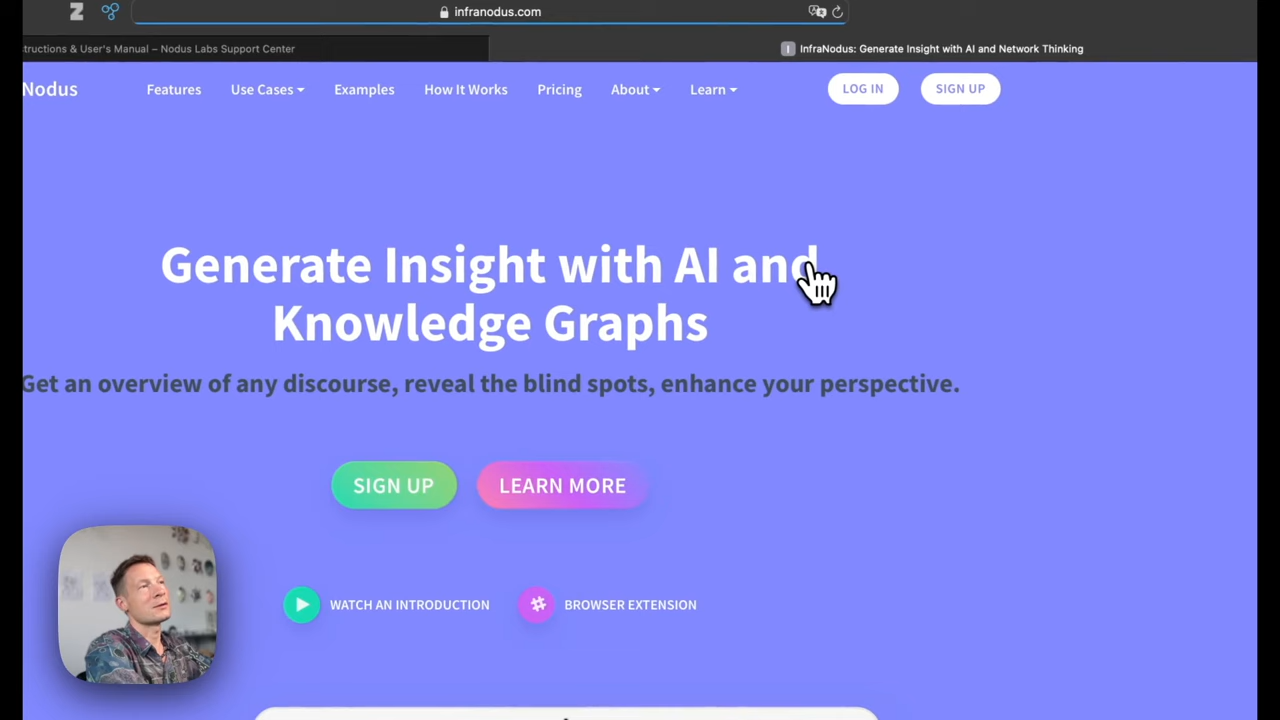 infranodus.com
structions & User's Manual – Nodus Labs Support Center
InfraNodus: Generate Insight with AI and Network Thinking
Nodus Features Use Cases Examples How It Works Pricing About Learn LOG IN SIGN UP
Generate Insight with AI and
Knowledge Graphs
Get an overview of any discourse, reveal the blind spots, enhance your perspective.
SIGN UP LEARN MORE
WATCH AN INTRODUCTION BROWSER EXTENSION